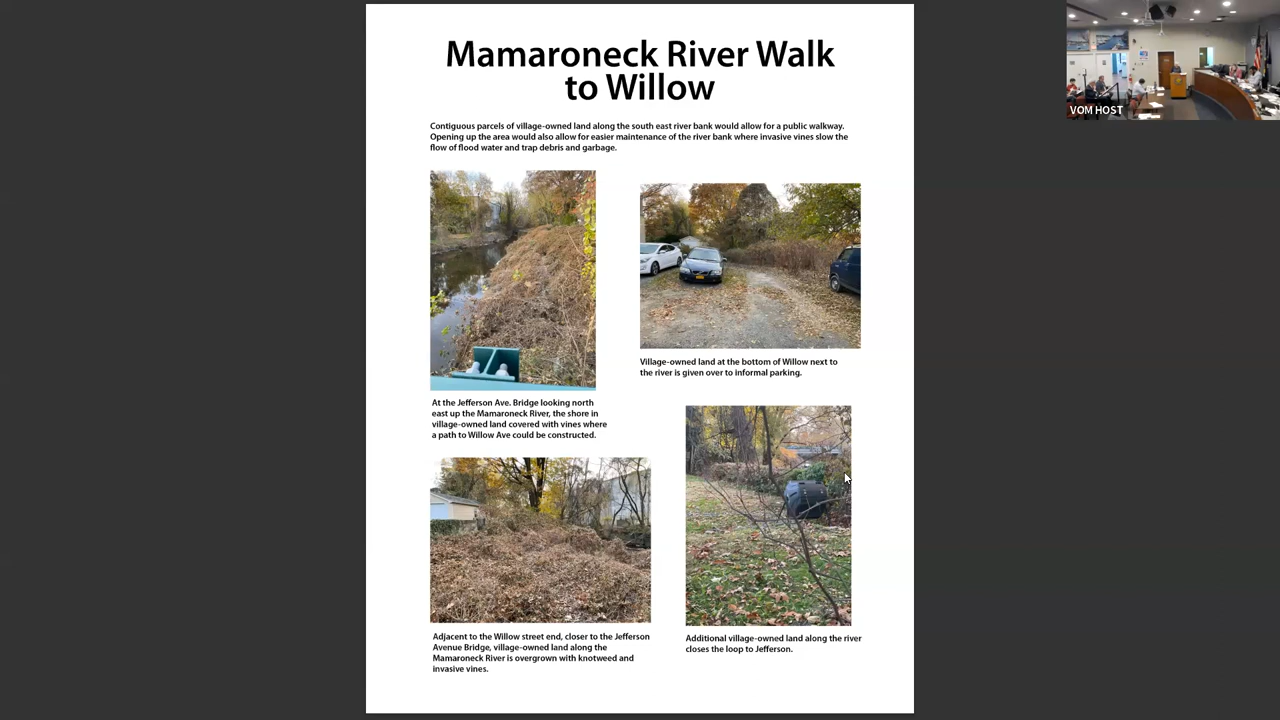 Mamaroneck River Walk
to Willow
Contiguous parcels of village-owned land along the south east river bank would allow for a public walkway.
Opening up the area would also allow for easier maintenance of the river bank where invasive vines slow the
flow of flood water and trap debris and garbage.
At the Jefferson Ave. Bridge looking north
east up the Mamaroneck River, the shore in
village-owned land covered with vines where
a path to Willow Ave could be constructed.
Village-owned land at the bottom of Willow next to
the river is given over to informal parking.
Adjacent to the Willow street end, closer to the Jefferson
Avenue Bridge, village-owned land along the
Mamaroneck River is overgrown with knotweed and
invasive vines.
Additional village-owned land along the river
closes the loop to Jefferson.
VOM HOST